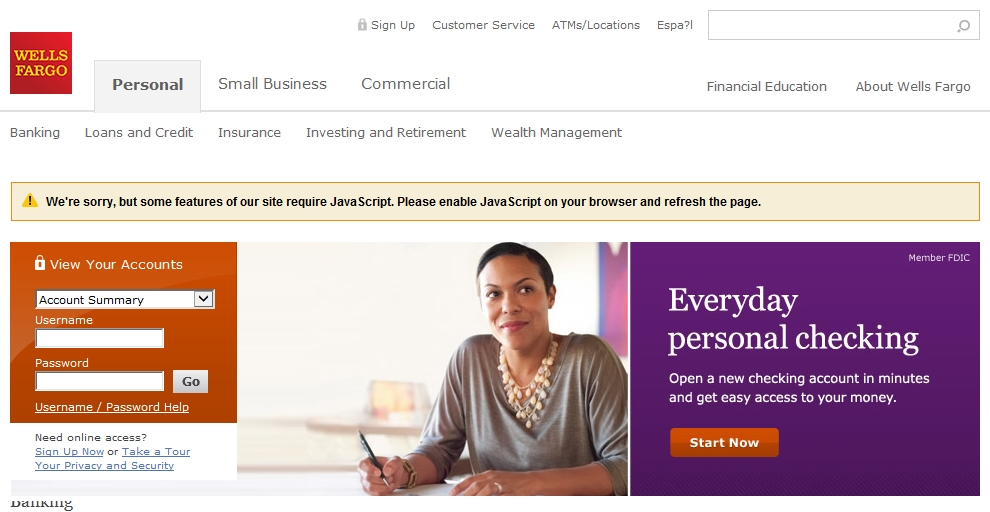 Sign Up Customer Service ATMs/Locations Espa?l
WELLS
FARGO
Personal Small Business Commercial
Financial Education About Wells Fargo
Banking Loans and Credit Insurance Investing and Retirement Wealth Management
We're sorry, but some features of our site require JavaScript. Please enable JavaScript on your browser and refresh the page.
View Your Accounts
Account Summary
Username
Password
Go
Username / Password Help
Need online access?
Sign Up Now or Take a Tour
Your Privacy and Security
Member FDIC
Everyday
personal checking
Open a new checking account in minutes
and get easy access to your money.
Start Now
Banking